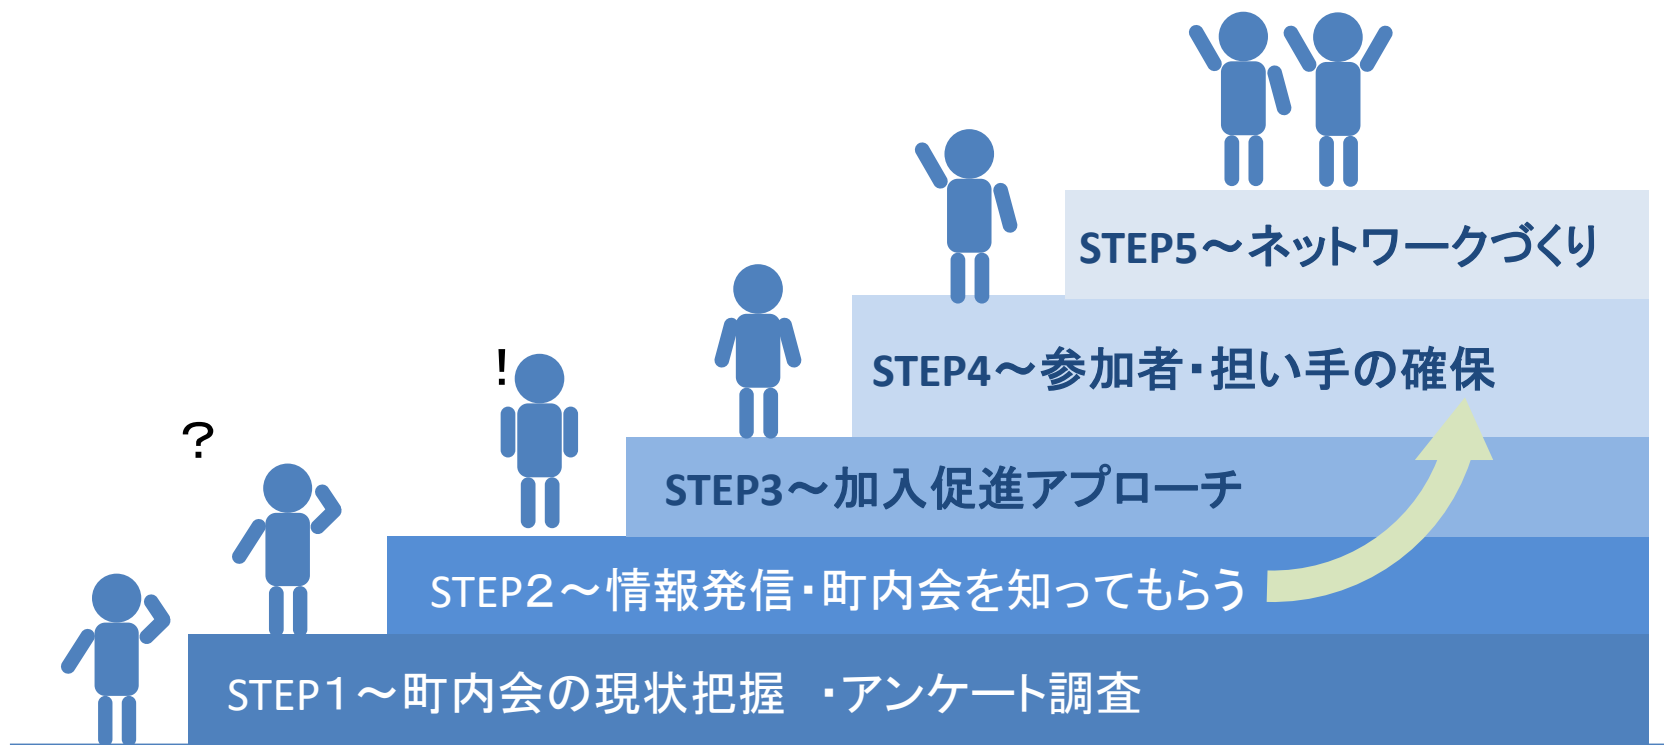 STEP5～ネットワークづくり
STEP4～参加者・担い手の確保
！
？
STEP3～加入促進アプローチ
STEP２～情報発信・町内会を知ってもらう
STEP１～町内会の現状把握　・アンケート調査